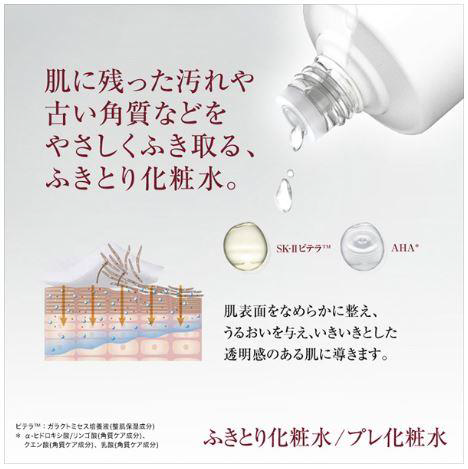 肌に残った汚れや
古い角質などを
やさしくふき取る、
ふきとり化粧水。
SK-II ピテラ™
AHA*
肌表面をなめらかに整え、
うるおいを与え、いきいきとした
透明感のある肌に導きます。
ピテラ™：ガラクトミセス培養液(整肌保湿成分)
* α-ヒドロキシ酸/リンゴ酸(角質ケア成分)、
クエン酸(角質ケア成分)、乳酸(角質ケア成分)
ふきとり化粧水/プレ化粧水